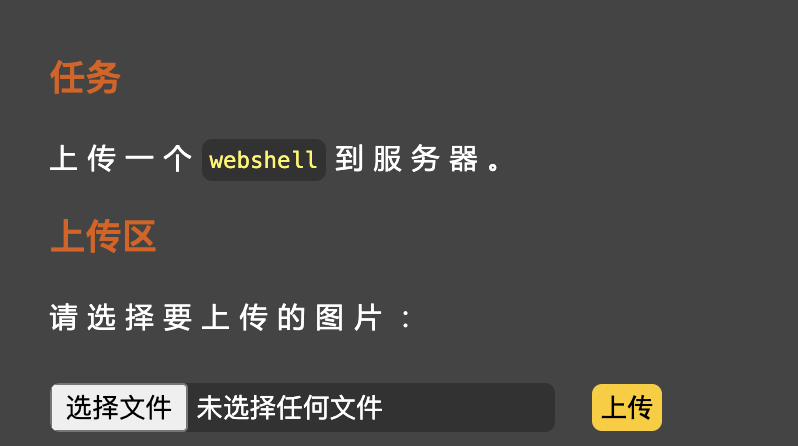 任务
上传一个 webshell 到服务器。
上传区
请选择要上传的图片：
选择文件 未选择任何文件 上传